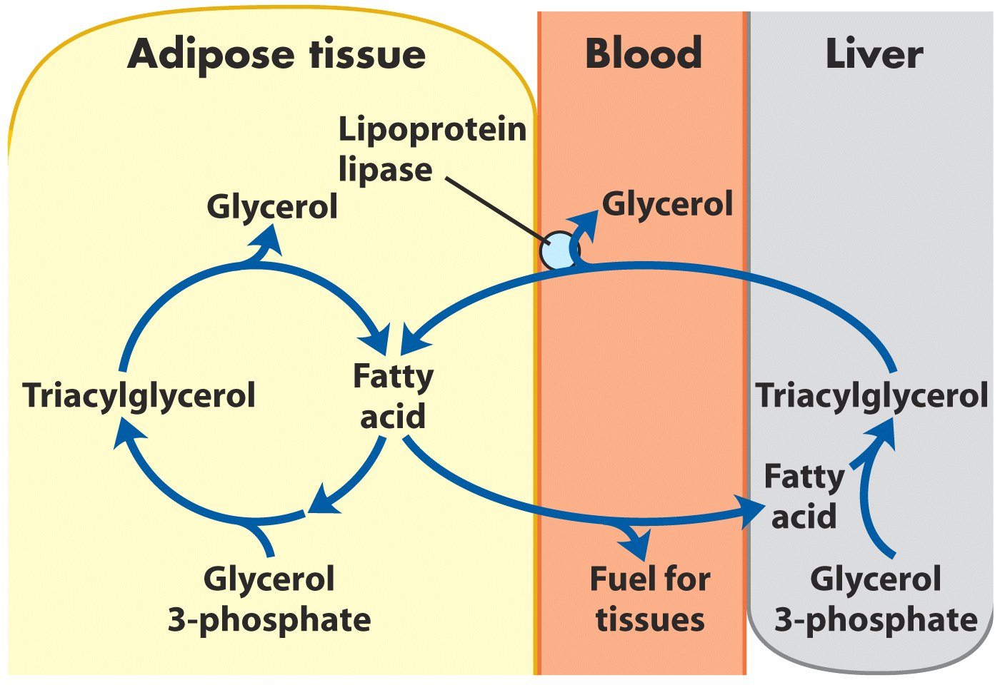 Adipose tissue
Blood
Liver
Lipoprotein
lipase
Glycerol
Glycerol
Triacylglycerol
Fatty
acid
Triacylglycerol
Fatty
acid
Glycerol
3-phosphate
Fuel for
tissues
Glycerol
3-phosphate